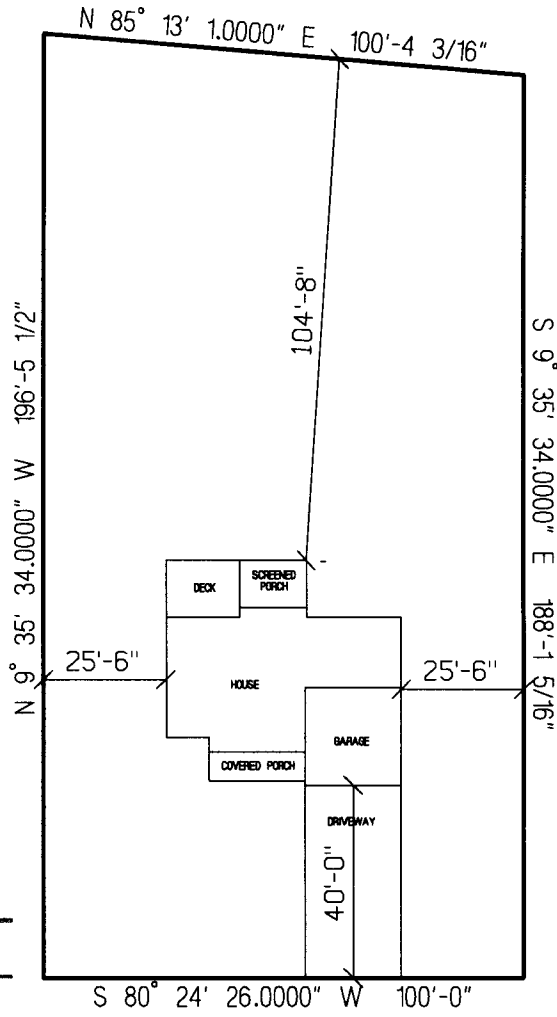 N 85° 13' 1.0000" E 100'-4 3/16"
104'-8"
N 9° 35' 34.0000" W 196'-5 1/2"
S 9° 35' 34.0000" E 188'-1 5/16"
DECK
SCREENED
PORCH
25'-6"
HOUSE
25'-6"
GARAGE
COVERED PORCH
DRIVEWAY
40'-0"
S 80° 24' 26.0000" W 100'-0"